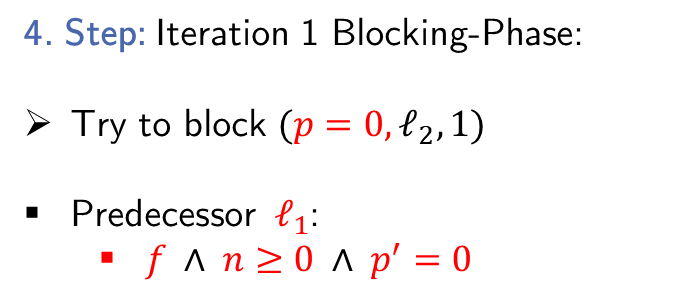 4. Step: Iteration 1 Blocking-Phase:
➢ Try to block (p = 0, ℓ₂, 1)
▪ Predecessor ℓ₁:
▪ f ∧ n ≥ 0 ∧ p′ = 0